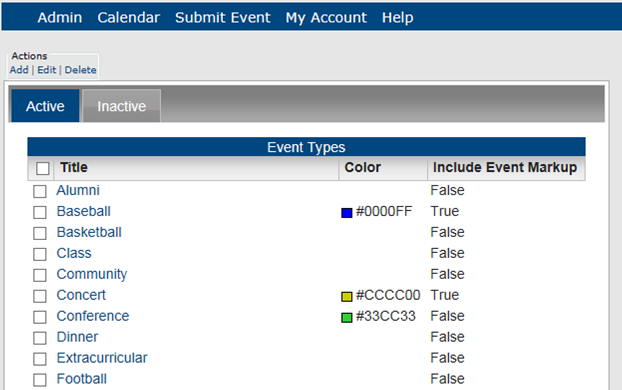 Admin Calendar Submit Event My Account Help
Actions
Add | Edit | Delete
Active Inactive
Event Types
Title Color Include Event Markup
Alumni False
Baseball #0000FF True
Basketball False
Class False
Community False
Concert #CCCC00 True
Conference #33CC33 False
Dinner False
Extracurricular False
Football False